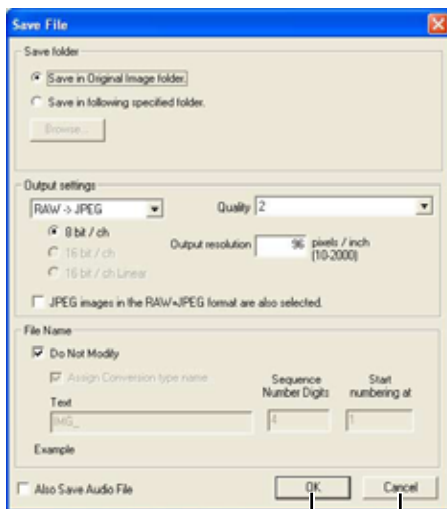 Save File
Save folder
Save in Original Image folder.
Save in following specified folder.
Browse...
Output settings
RAW -> JPEG
Quality 2
8 bit / ch
16 bit / ch
16 bit / ch Linear
Output resolution 96 pixels / inch
(10-2000)
JPEG images in the RAW+JPEG format are also selected.
File Name
Do Not Modify
Assign Conversion type name
Sequence Number Digits
Start numbering at
Text
IMG_
4
1
Example
Also Save Audio File
OK
Cancel